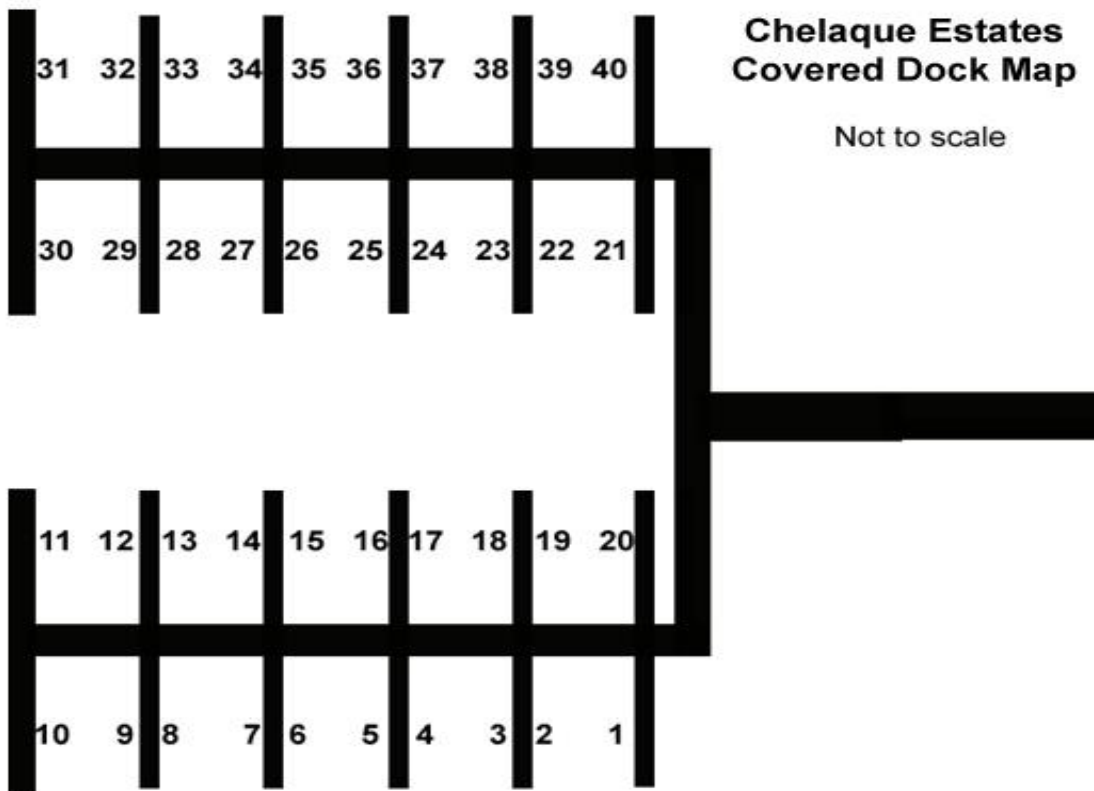 Chelaque Estates
Covered Dock Map
Not to scale
31 32 33 34 35 36 37 38 39 40
30 29 28 27 26 25 24 23 22 21
11 12 13 14 15 16 17 18 19 20
10 9 8 7 6 5 4 3 2 1